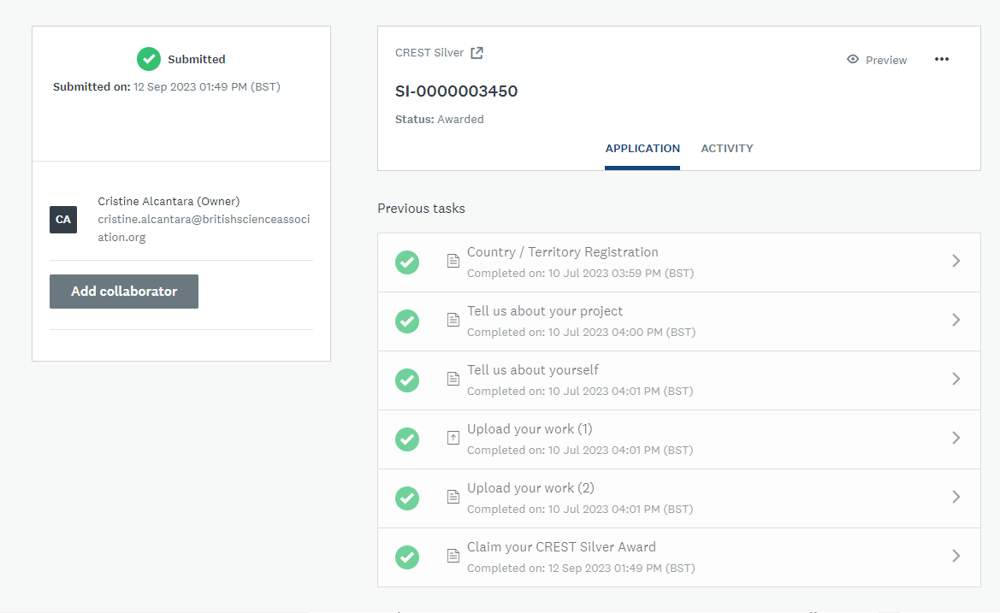 Submitted
Submitted on: 12 Sep 2023 01:49 PM (BST)
CA
Cristine Alcantara (Owner)
cristine.alcantara@britishscienceassoci
ation.org
Add collaborator
CREST Silver
Preview
SI-0000003450
Status: Awarded
APPLICATION ACTIVITY
Previous tasks
Country / Territory Registration
Completed on: 10 Jul 2023 03:59 PM (BST)
Tell us about your project
Completed on: 10 Jul 2023 04:00 PM (BST)
Tell us about yourself
Completed on: 10 Jul 2023 04:01 PM (BST)
Upload your work (1)
Completed on: 10 Jul 2023 04:01 PM (BST)
Upload your work (2)
Completed on: 10 Jul 2023 04:01 PM (BST)
Claim your CREST Silver Award
Completed on: 12 Sep 2023 01:49 PM (BST)